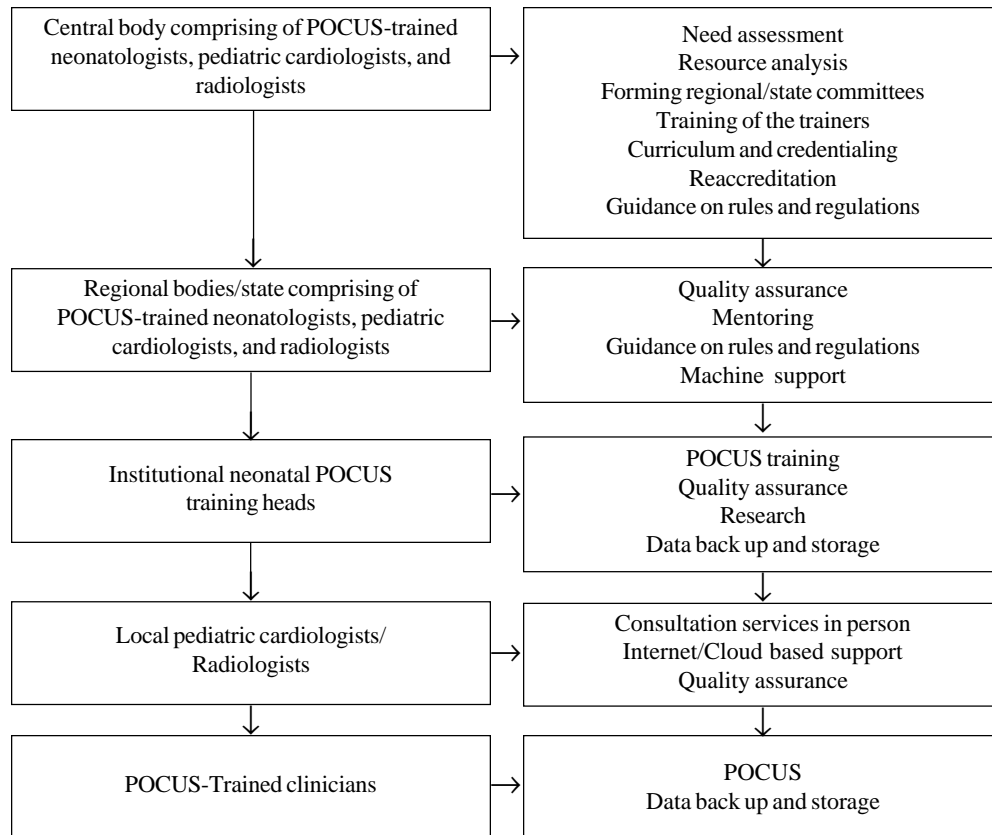 Central body comprising of POCUS-trained
neonatologists, pediatric cardiologists, and
radiologists
Need assessment
Resource analysis
Forming regional/state committees
Training of the trainers
Curriculum and credentialing
Reaccreditation
Guidance on rules and regulations
Regional bodies/state comprising of
POCUS-trained neonatologists, pediatric
cardiologists, and radiologists
Quality assurance
Mentoring
Guidance on rules and regulations
Machine support
Institutional neonatal POCUS
training heads
POCUS training
Quality assurance
Research
Data back up and storage
Local pediatric cardiologists/
Radiologists
Consultation services in person
Internet/Cloud based support
Quality assurance
POCUS-Trained clinicians
POCUS
Data back up and storage